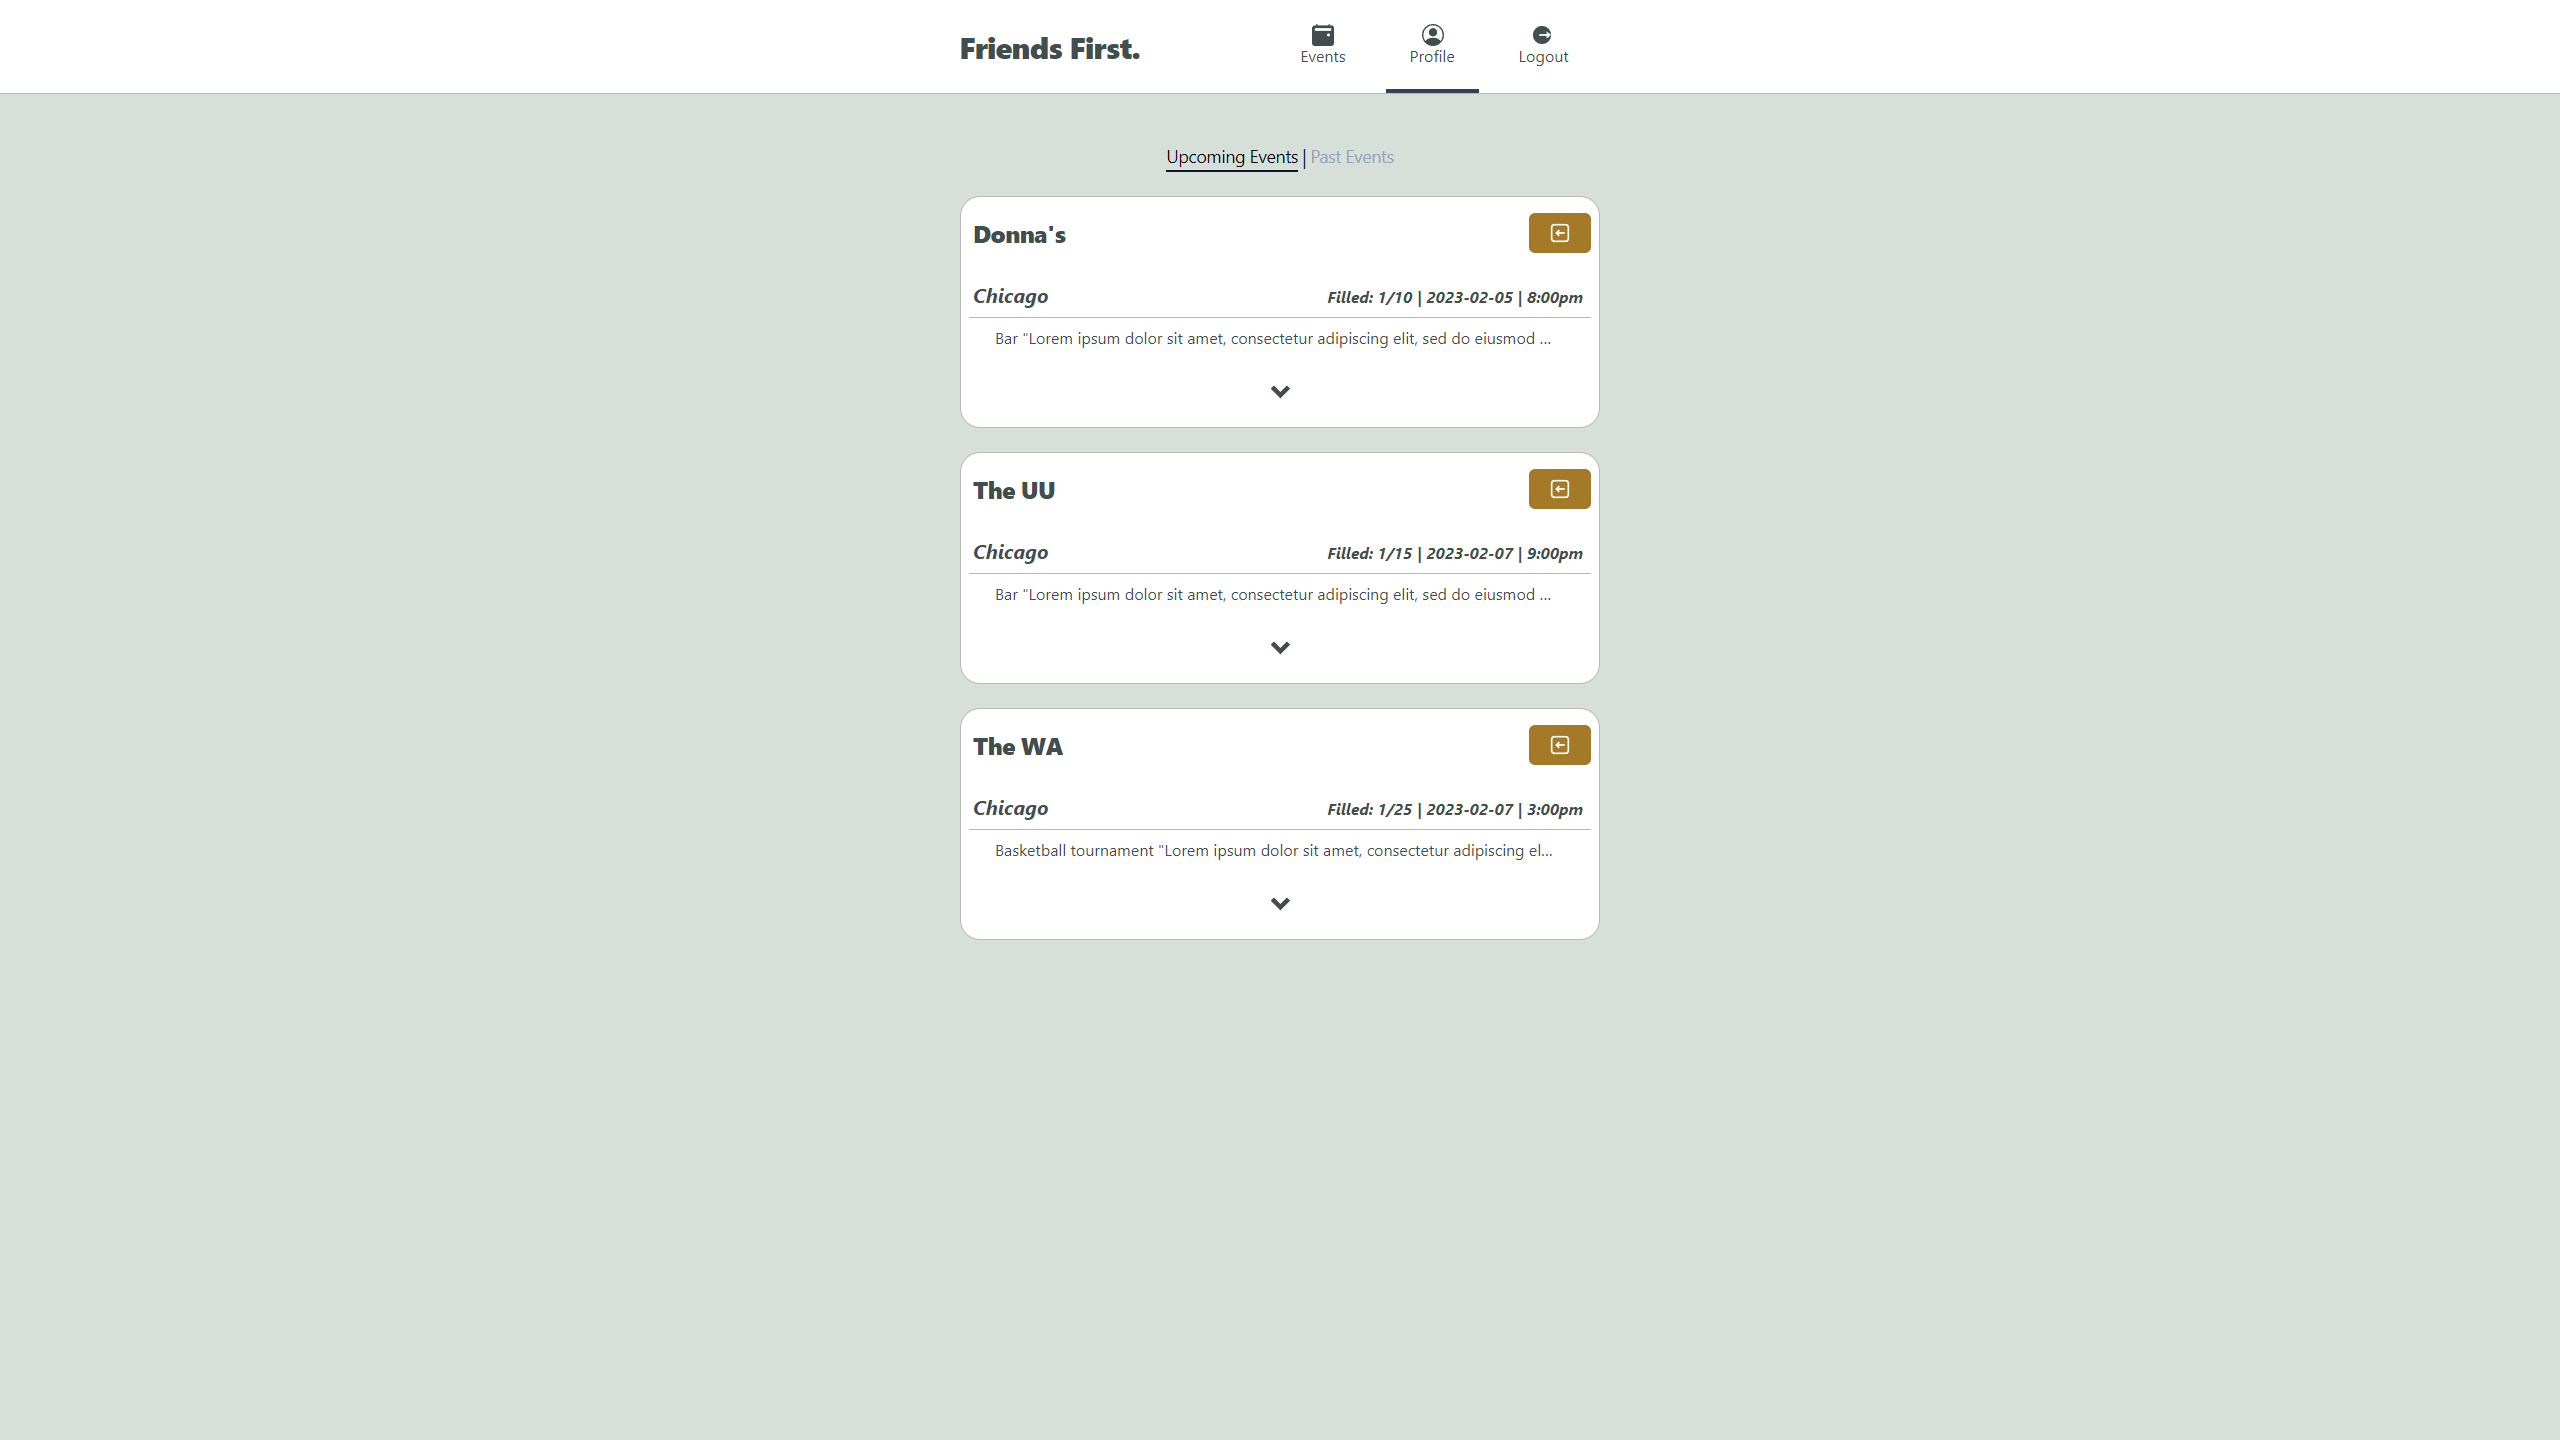 Friends First.
Events
Profile
Logout
Upcoming Events | Past Events
Donna's
Chicago
Filled: 1/10 | 2023-02-05 | 8:00pm
Bar "Lorem ipsum dolor sit amet, consectetur adipiscing elit, sed do eiusmod ...
The UU
Chicago
Filled: 1/15 | 2023-02-07 | 9:00pm
Bar "Lorem ipsum dolor sit amet, consectetur adipiscing elit, sed do eiusmod ...
The WA
Chicago
Filled: 1/25 | 2023-02-07 | 3:00pm
Basketball tournament "Lorem ipsum dolor sit amet, consectetur adipiscing el...